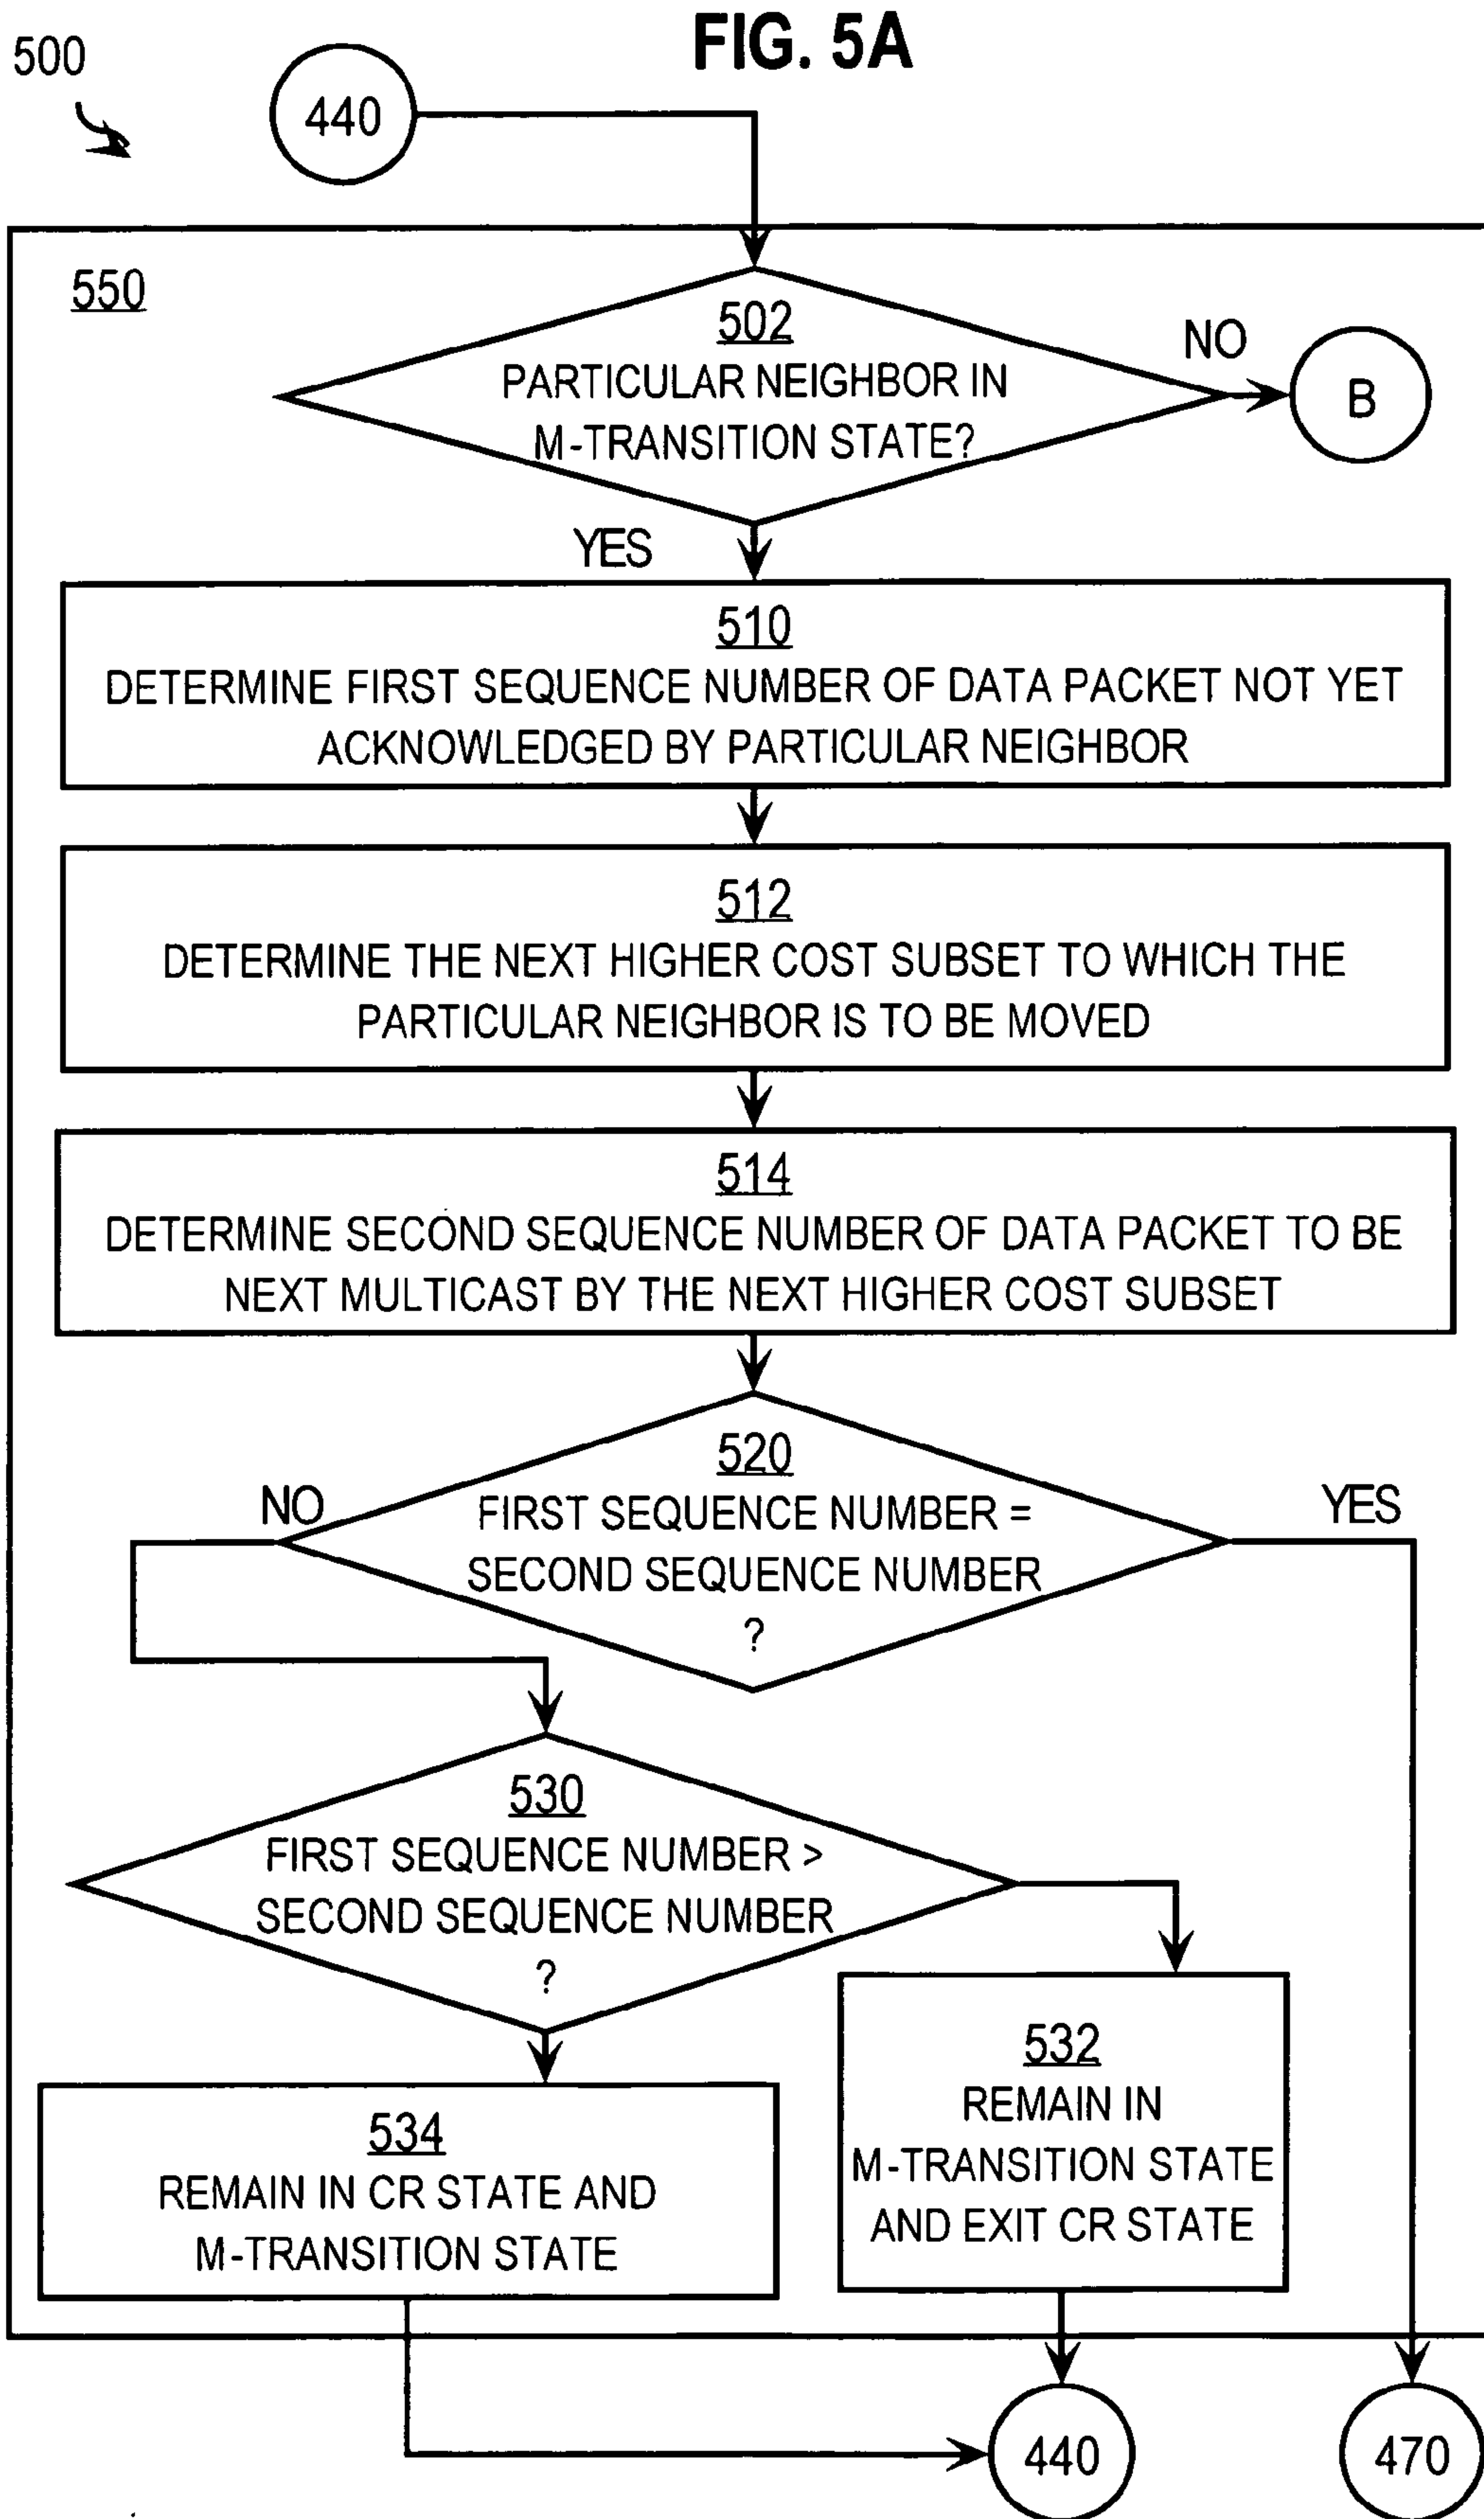 FIG. 5A
500
440
550
502
PARTICULAR NEIGHBOR IN
M-TRANSITION STATE?
NO
B
YES
510
DETERMINE FIRST SEQUENCE NUMBER OF DATA PACKET NOT YET
ACKNOWLEDGED BY PARTICULAR NEIGHBOR
512
DETERMINE THE NEXT HIGHER COST SUBSET TO WHICH THE
PARTICULAR NEIGHBOR IS TO BE MOVED
514
DETERMINE SECOND SEQUENCE NUMBER OF DATA PACKET TO BE
NEXT MULTICAST BY THE NEXT HIGHER COST SUBSET
520
FIRST SEQUENCE NUMBER =
SECOND SEQUENCE NUMBER
?
NO
YES
530
FIRST SEQUENCE NUMBER >
SECOND SEQUENCE NUMBER
?
532
REMAIN IN
M-TRANSITION STATE
AND EXIT CR STATE
534
REMAIN IN CR STATE AND
M-TRANSITION STATE
440
470